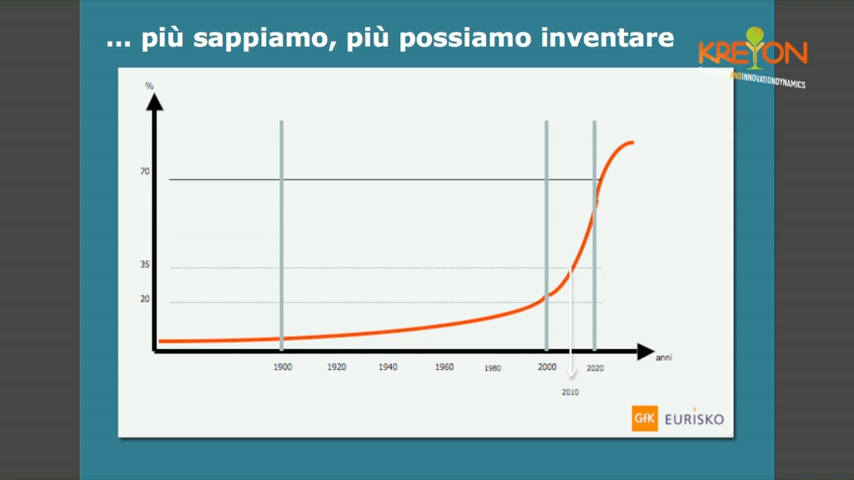 ... più sappiamo, più possiamo inventare
KREYON
ANDINNOVATIONDYNAMICS
%
70
35
20
1900 1920 1940 1960 1980 2000 2020
anni
2010
GfK EURISKO